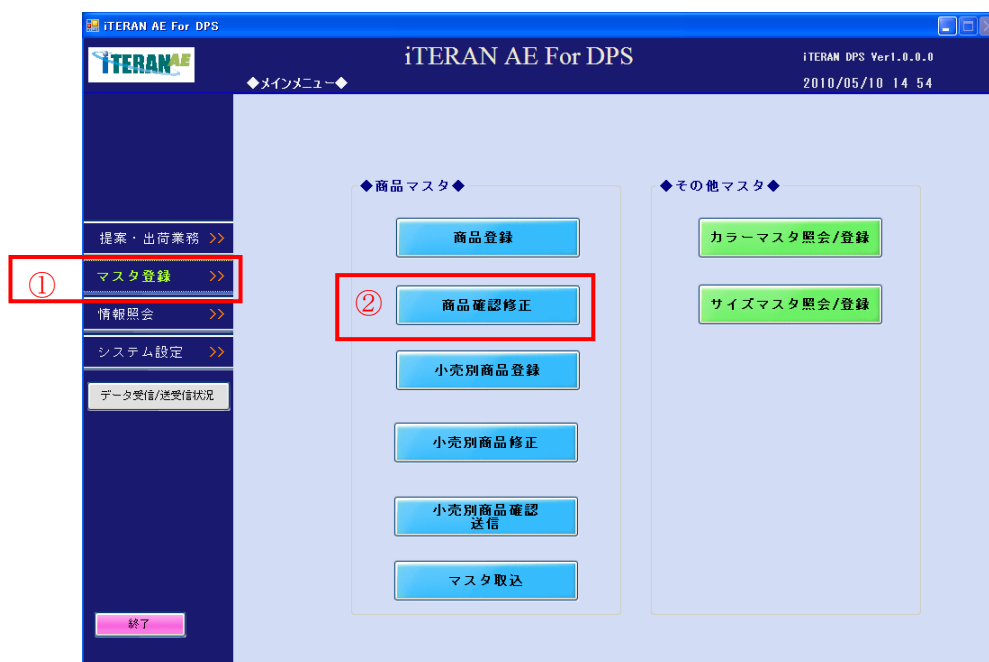 iTERAN AE For DPS
iTERAN AE
iTERAN AE For DPS
iTERAN DPS Ver1.0.0.0
◆メインメニュー◆
2010/05/10 14 54
◆商品マスタ◆
◆その他マスタ◆
提案・出荷業務 >>
① マスタ登録 >>
情報照会 >>
システム設定 >>
データ受信/送受信状況
終了
商品登録
② 商品確認修正
小売別商品登録
小売別商品修正
小売別商品確認
送信
マスタ取込
カラーマスタ照会/登録
サイズマスタ照会/登録